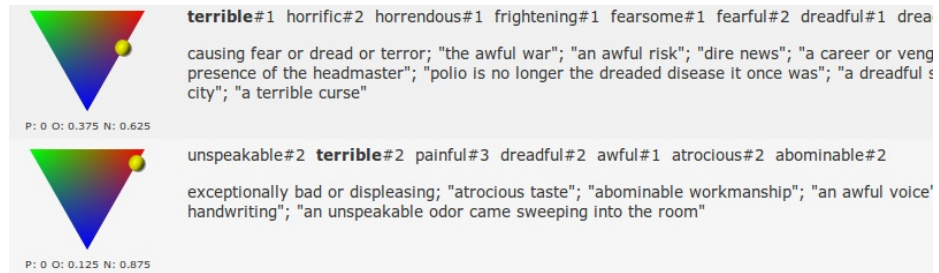 terrible#1 horrific#2 horrendous#1 frightening#1 fearsome#1 fearful#2 dreadful#1
causing fear or dread or terror; "the awful war"; "an awful risk"; "dire news"; "a career or
presence of the headmaster"; "polio is no longer the dreaded disease it once was"; "a dreadful
city"; "a terrible curse"
P: 0 O: 0.375 N: 0.625
unspeakable#2 terrible#2 painful#3 dreadful#2 awful#1 atrocious#2 abominable#2
exceptionally bad or displeasing; "atrocious taste"; "abominable workmanship"; "an awful voice"
handwriting"; "an unspeakable odor came sweeping into the room"
P: 0 O: 0.125 N: 0.875